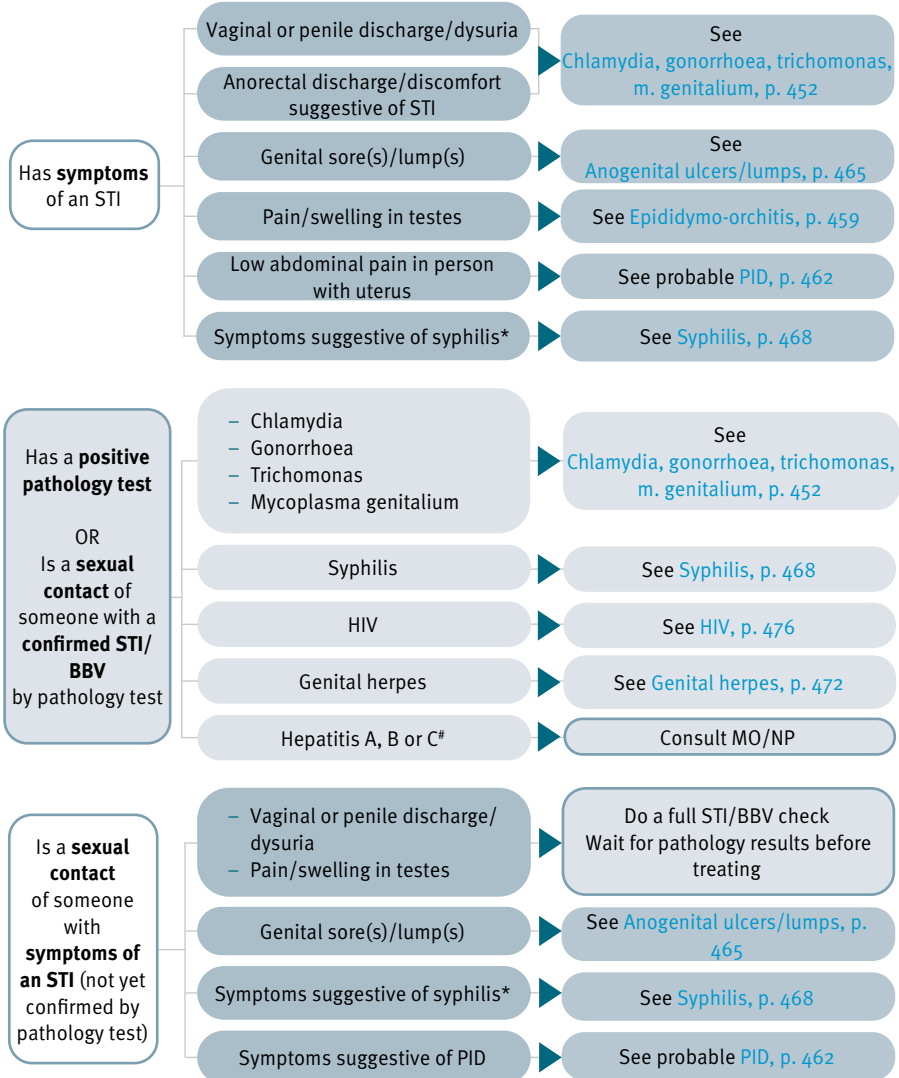 Has symptoms
of an STI
Vaginal or penile discharge/dysuria
Anorectal discharge/discomfort
suggestive of STI
See
Chlamydia, gonorrhoea, trichomonas,
m. genitalium, p. 452
Genital sore(s)/lump(s)
See
Anogenital ulcers/lumps, p. 465
Pain/swelling in testes
See Epididymo-orchitis, p. 459
Low abdominal pain in person
with uterus
See probable PID, p. 462
Symptoms suggestive of syphilis*
See Syphilis, p. 468
Has a positive
pathology test
OR
Is a sexual
contact of
someone with a
confirmed STI/
BBV
by pathology test
– Chlamydia
– Gonorrhoea
– Trichomonas
– Mycoplasma genitalium
See
Chlamydia, gonorrhoea, trichomonas,
m. genitalium, p. 452
Syphilis
See Syphilis, p. 468
HIV
See HIV, p. 476
Genital herpes
See Genital herpes, p. 472
Hepatitis A, B or C#
Consult MO/NP
Is a sexual
contact
of someone
with
symptoms of
an STI (not yet
confirmed by
pathology test)
– Vaginal or penile discharge/
dysuria
– Pain/swelling in testes
Do a full STI/BBV check
Wait for pathology results before
treating
Genital sore(s)/lump(s)
See Anogenital ulcers/lumps, p.
465
Symptoms suggestive of syphilis*
See Syphilis, p. 468
Symptoms suggestive of PID
See probable PID, p. 462